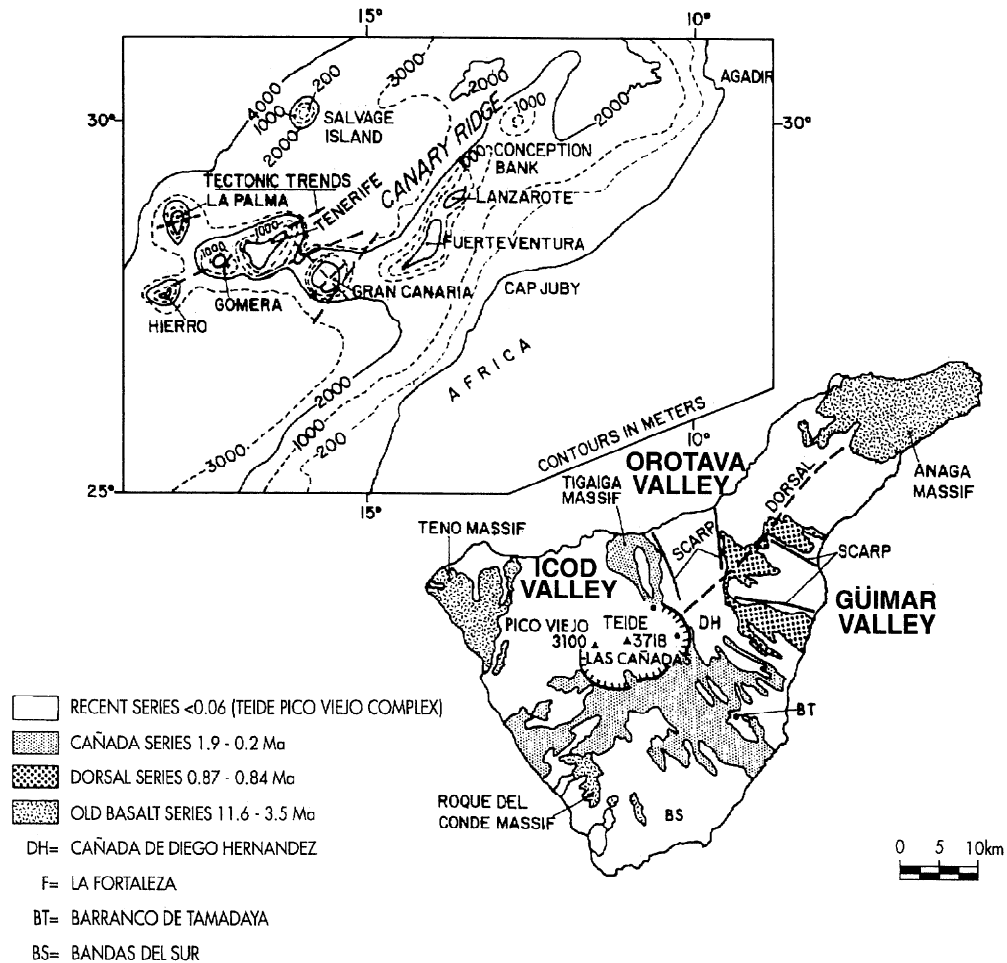 15°
10°
200
3000
4000
1000
2000
2000
1000
2000
AGADIR
30°
30°
SALVAGE
ISLAND
CANARY RIDGE
1000
CONCEPTION
BANK
TECTONIC TRENDS
LA PALMA
TENERIFE
LANZAROTE
1000
1000
FUERTEVENTURA
GRAN CANARIA
CAP JUBY
GOMERA
HIERRO
AFRICA
2000
3000
1000
200
CONTOURS IN METERS
10°
25°
15°
OROTAVA
VALLEY
TIGAIGA
MASSIF
DORSAL
ANAGA
MASSIF
TENO MASSIF
SCARP
SCARP
ICOD
VALLEY
GÜIMAR
VALLEY
PICO VIEJO
3100
TEIDE
3718
DH
LAS CAÑADAS
BT
ROQUE DEL
CONDE MASSIF
BS
RECENT SERIES <0.06 (TEIDE PICO VIEJO COMPLEX)
CAÑADA SERIES 1.9 - 0.2 Ma
DORSAL SERIES 0.87 - 0.84 Ma
OLD BASALT SERIES 11.6 - 3.5 Ma
DH= CAÑADA DE DIEGO HERNANDEZ
F= LA FORTALEZA
BT= BARRANCO DE TAMADAYA
BS= BANDAS DEL SUR
0 5 10km